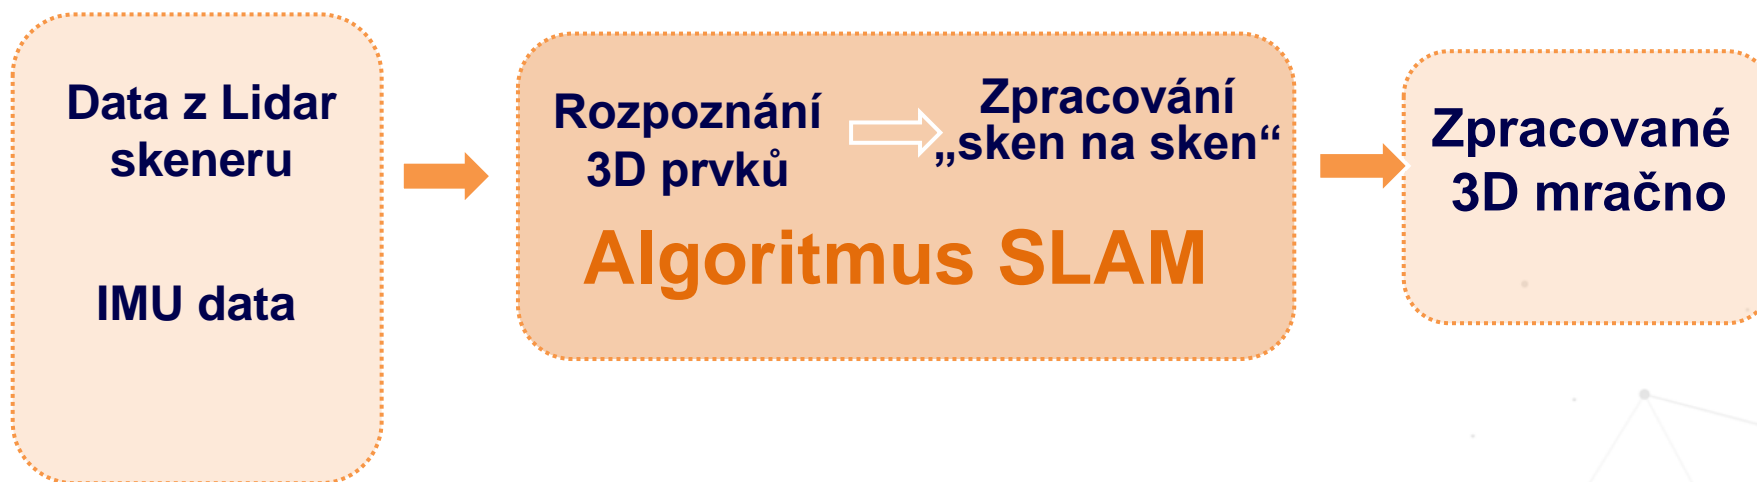 Data z Lidar
skeneru
IMU data
Rozpoznání
3D prvků
Zpracování
„sken na sken“
Algoritmus SLAM
Zpracované
3D mračno